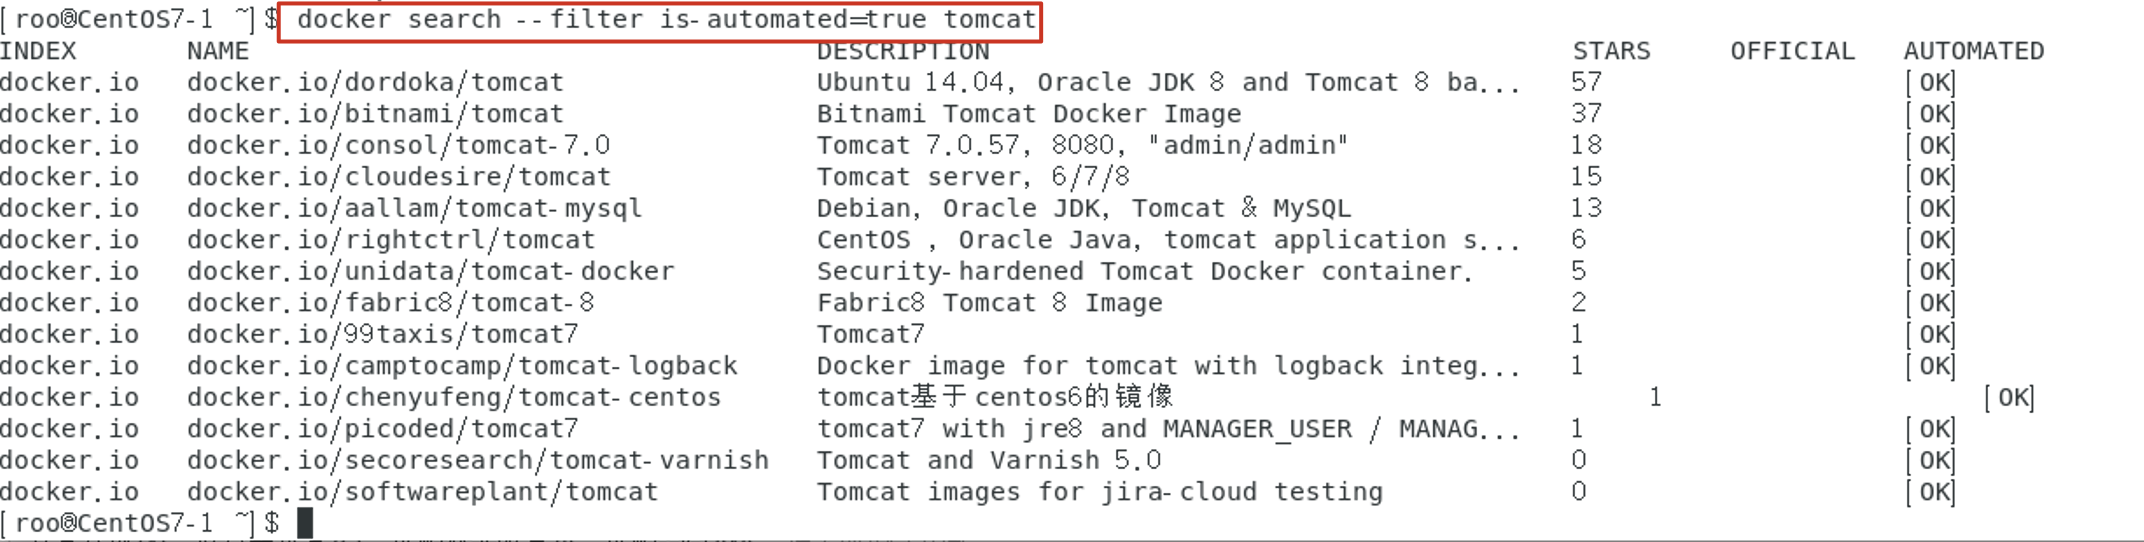 [roo@CentOS7-1 ~]$ docker search --filter is-automated=true tomcat
INDEX NAME DESCRIPTION STARS OFFICIAL AUTOMATED
docker.io docker.io/dordoka/tomcat Ubuntu 14.04, Oracle JDK 8 and Tomcat 8 ba... 57 [OK]
docker.io docker.io/bitnami/tomcat Bitnami Tomcat Docker Image 37 [OK]
docker.io docker.io/consol/tomcat-7.0 Tomcat 7.0.57, 8080, "admin/admin" 18 [OK]
docker.io docker.io/cloudesire/tomcat Tomcat server, 6/7/8 15 [OK]
docker.io docker.io/aallam/tomcat-mysql Debian, Oracle JDK, Tomcat & MySQL 13 [OK]
docker.io docker.io/rightctrl/tomcat CentOS , Oracle Java, tomcat application s... 6 [OK]
docker.io docker.io/unidata/tomcat-docker Security-hardened Tomcat Docker container. 5 [OK]
docker.io docker.io/fabric8/tomcat-8 Fabric8 Tomcat 8 Image 2 [OK]
docker.io docker.io/99taxis/tomcat7 Tomcat7 1 [OK]
docker.io docker.io/camptocamp/tomcat-logback Docker image for tomcat with logback integ... 1 [OK]
docker.io docker.io/chenyufeng/tomcat-centos tomcat基于centos6的镜像 1 [OK]
docker.io docker.io/picoded/tomcat7 tomcat7 with jre8 and MANAGER_USER / MANAG... 1 [OK]
docker.io docker.io/secoresearch/tomcat-varnish Tomcat and Varnish 5.0 0 [OK]
docker.io docker.io/softwareplant/tomcat Tomcat images for jira-cloud testing 0 [OK]
[roo@CentOS7-1 ~]$